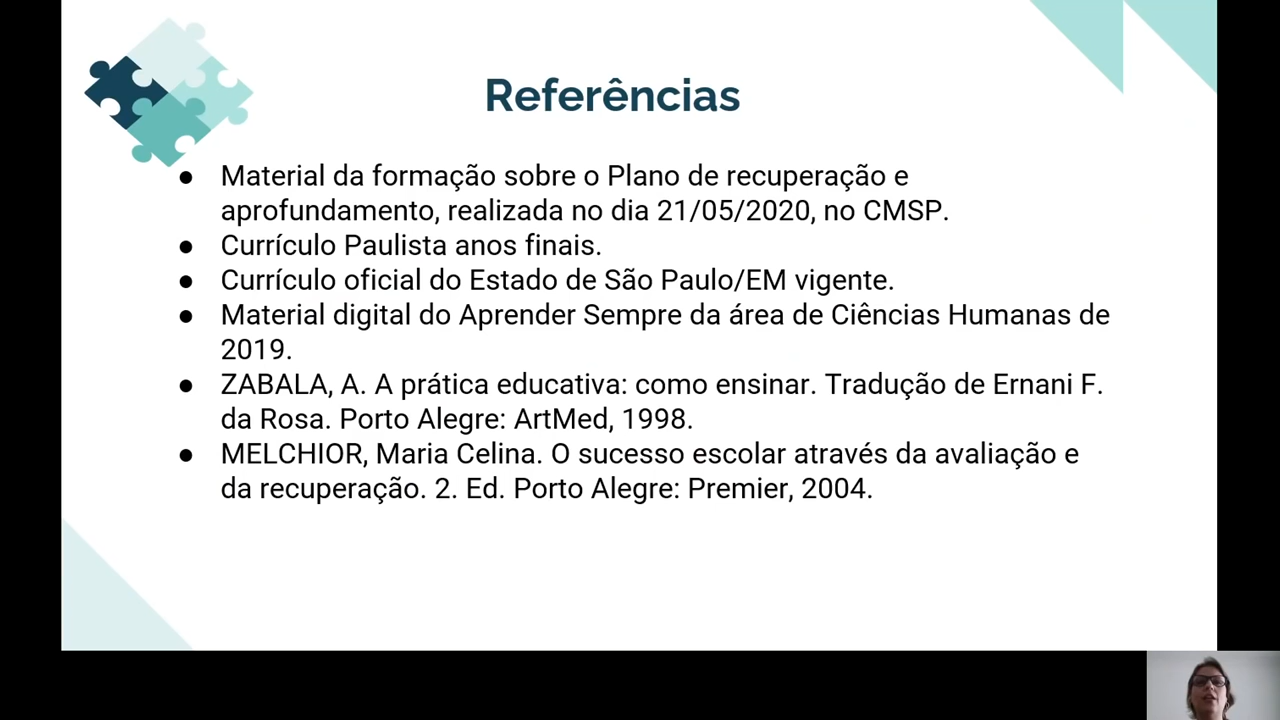 Referências
● Material da formação sobre o Plano de recuperação e
aprofundamento, realizada no dia 21/05/2020, no CMSP.
● Currículo Paulista anos finais.
● Currículo oficial do Estado de São Paulo/EM vigente.
● Material digital do Aprender Sempre da área de Ciências Humanas de
2019.
● ZABALA, A. A prática educativa: como ensinar. Tradução de Ernani F.
da Rosa. Porto Alegre: ArtMed, 1998.
● MELCHIOR, Maria Celina. O sucesso escolar através da avaliação e
da recuperação. 2. Ed. Porto Alegre: Premier, 2004.